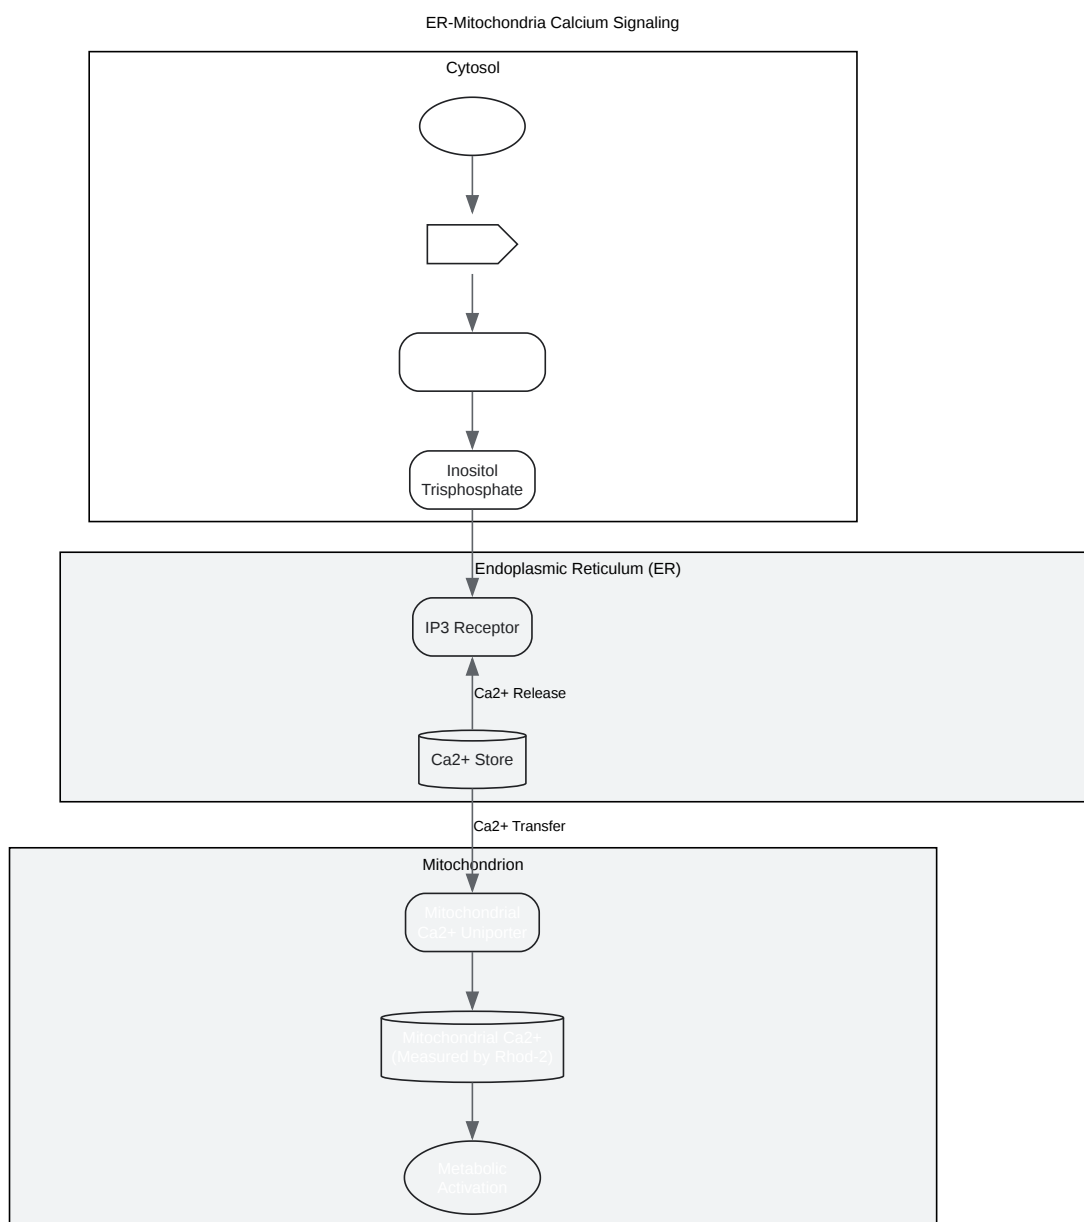 ER-Mitochondria Calcium Signaling
Cytosol
Inositol
Trisphosphate
Endoplasmic Reticulum (ER)
IP3 Receptor
Ca2+ Release
Ca2+ Store
Ca2+ Transfer
Mitochondrion
Mitochondrial
Ca2+ Uniporter
Mitochondrial Ca2+
(Measured by Rhod-2)
Metabolic
Activation